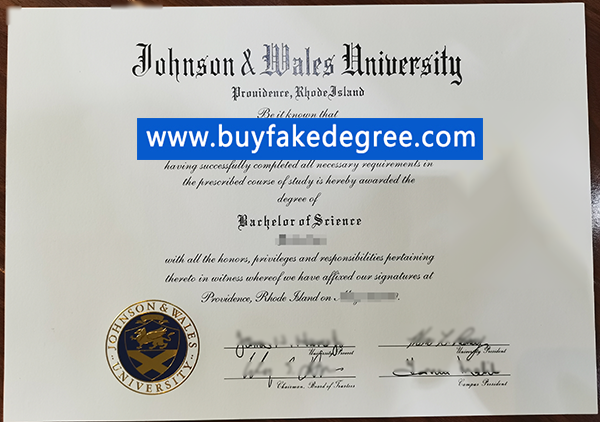 Johnson & Wales University
Providence, Rhode Island
Be it known that
www.buyfakedegree.com
having successfully completed all necessary requirements in
the prescribed course of study is hereby awarded the
degree of
Bachelor of Science
with all the honors, privileges and responsibilities pertaining
thereto in witness whereof we have affixed our signatures at
Providence, Rhode Island on
JOHNSON & WALES
UNIVERSITY
University President
Chairman, Board of Trustees
Campus President